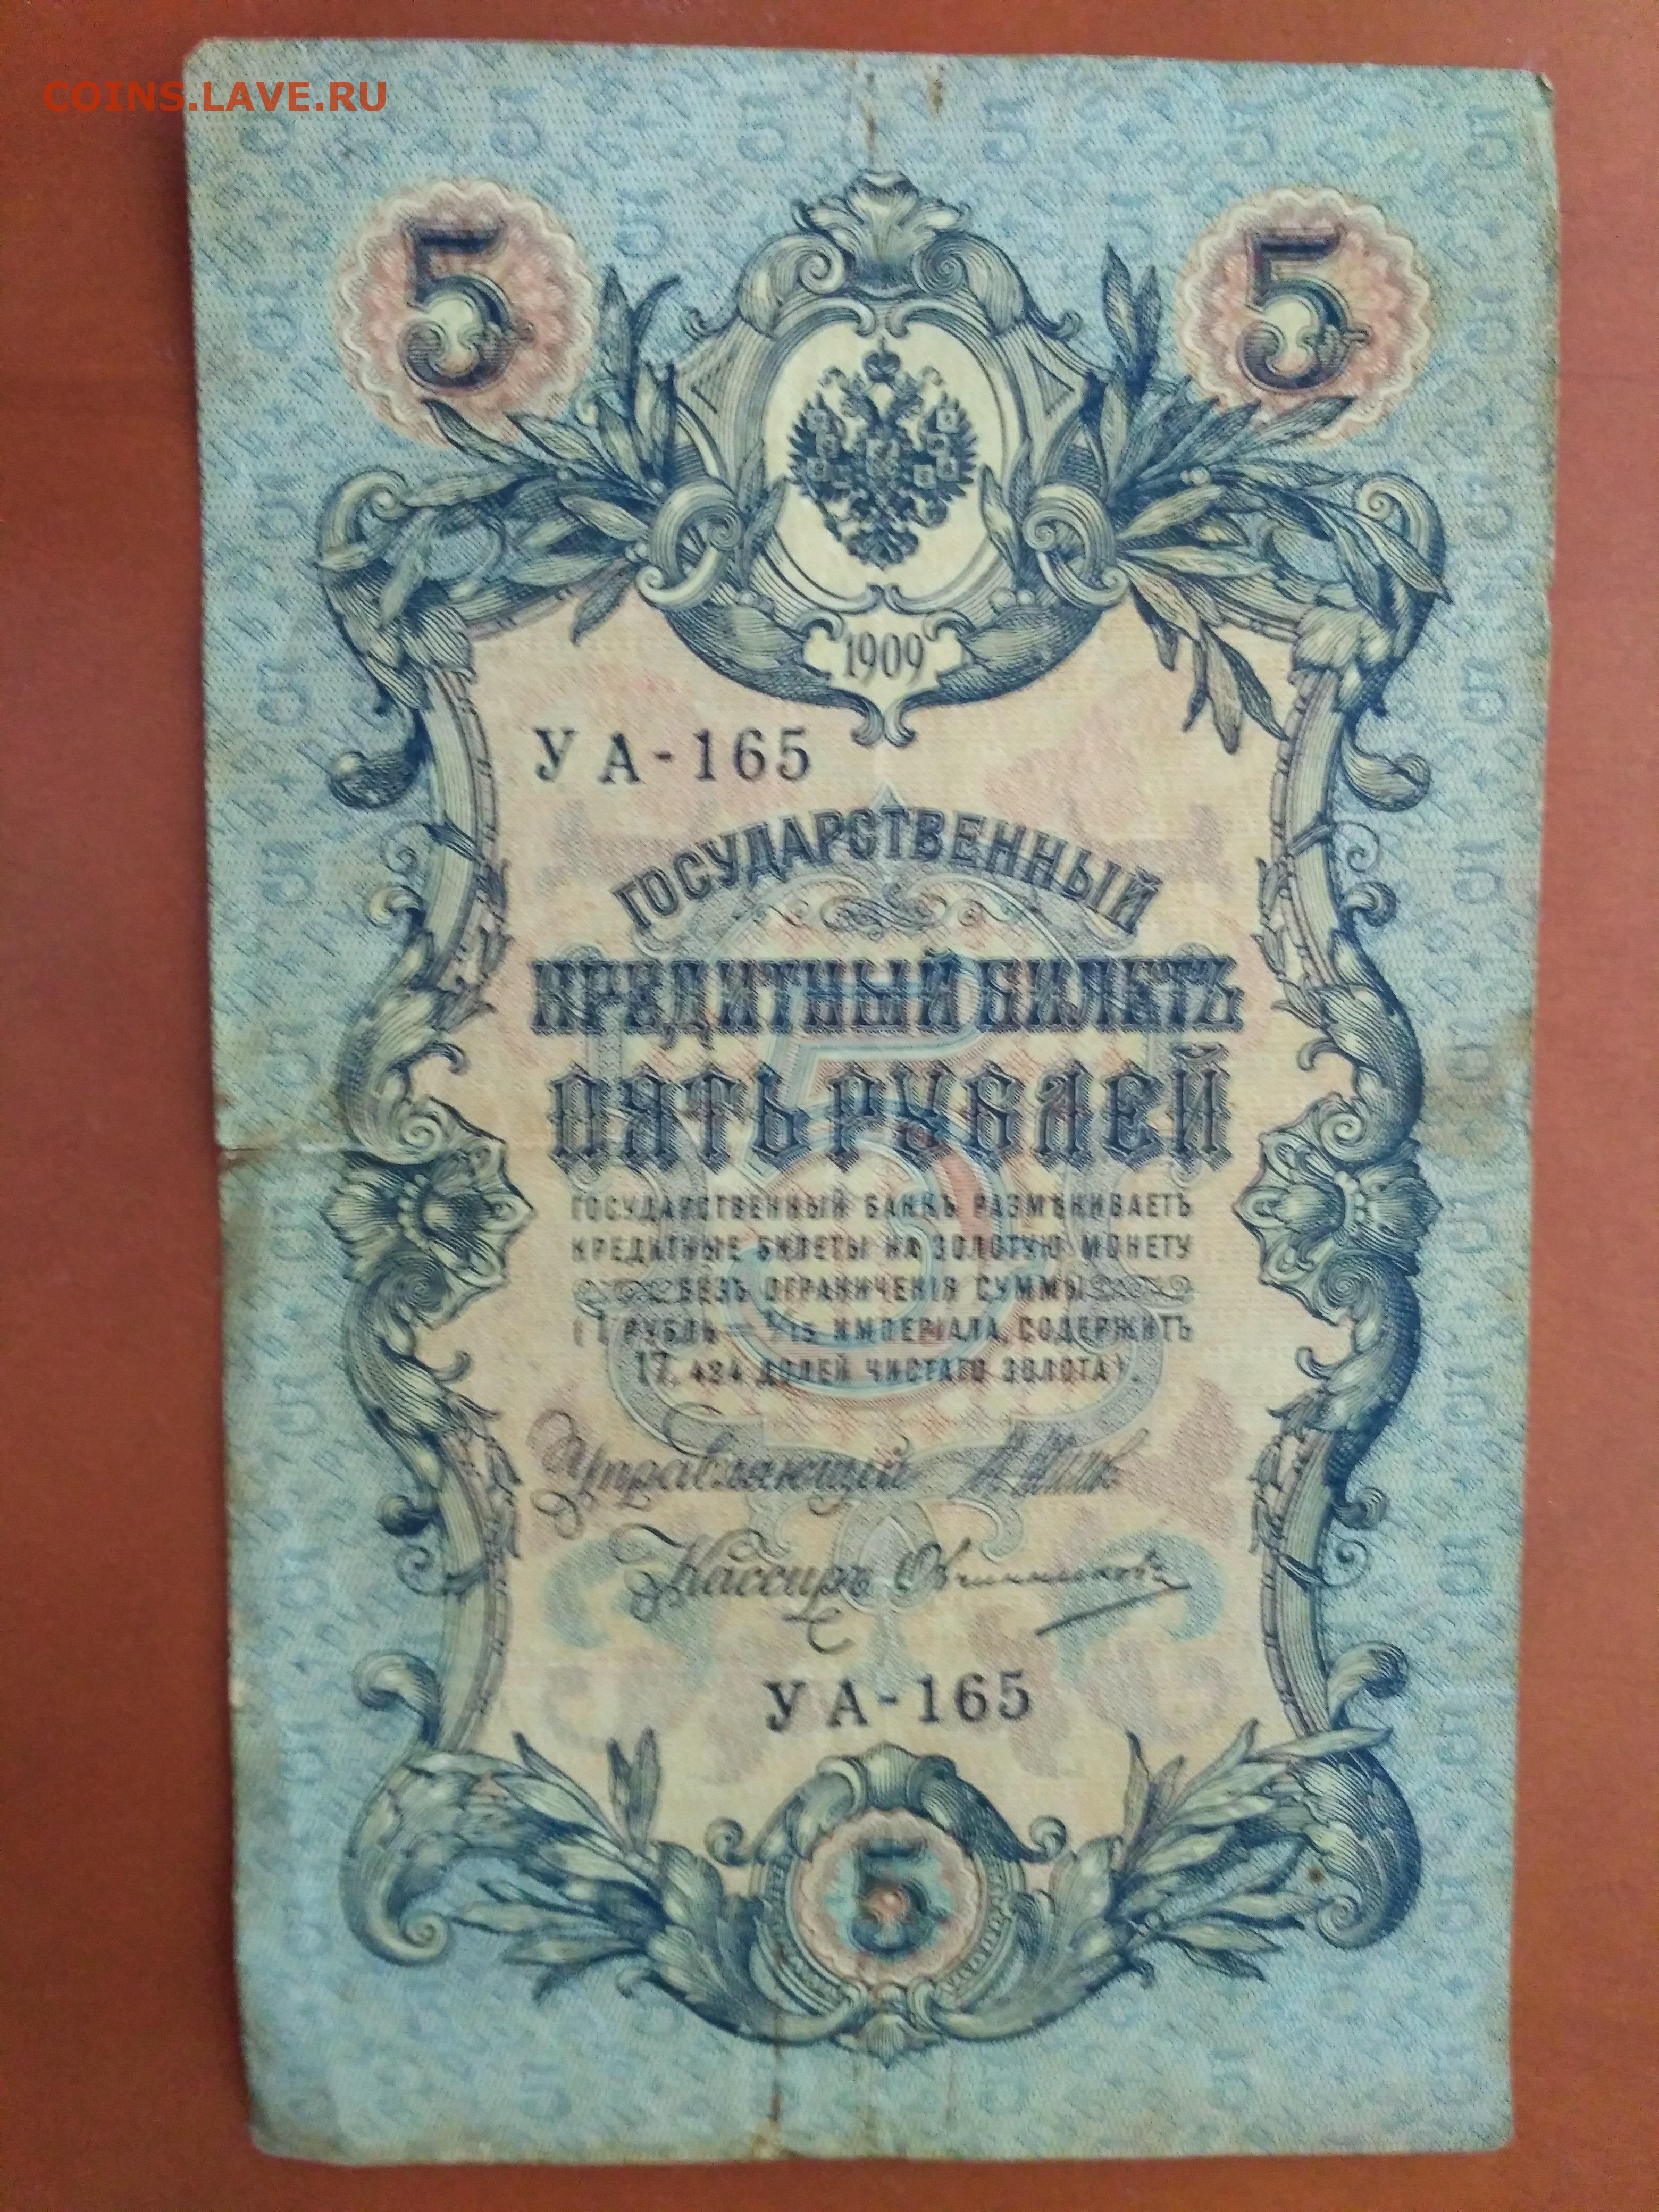 COINS.LAVE.RU
5 5
1909
УА-165
ГОСУДАРСТВЕННЫЙ
КРЕДИТНЫЙ БИЛЕТЪ
ПЯТЬ РУБЛЕЙ
ГОСУДАРСТВЕННЫЙ БАНКЪ РАЗМѢНИВАЕТЪ
КРЕДИТНЫЕ БИЛЕТЫ НА ЗОЛОТУЮ МОНЕТУ
БЕЗЪ ОГРАНИЧЕНІЯ СУММЫ
(1 РУБЛЬ = 1/15 ИМПЕРІАЛА, СОДЕРЖИТЪ
17,424 ДОЛЕЙ ЧИСТАГО ЗОЛОТА).
Управляющій И. Шипов
Кассиръ Овчинников
УА-165
5